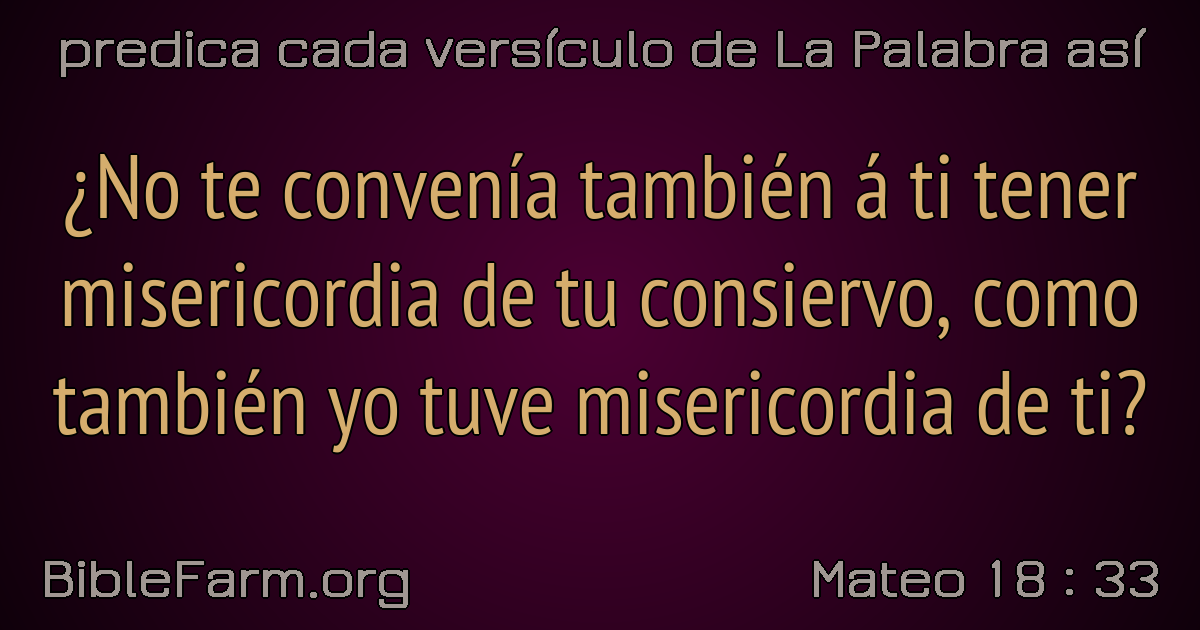 predica cada versículo de La Palabra así
¿No te convenía también á ti tener
misericordia de tu consiervo, como
también yo tuve misericordia de ti?
BibleFarm.org
Mateo 18 : 33